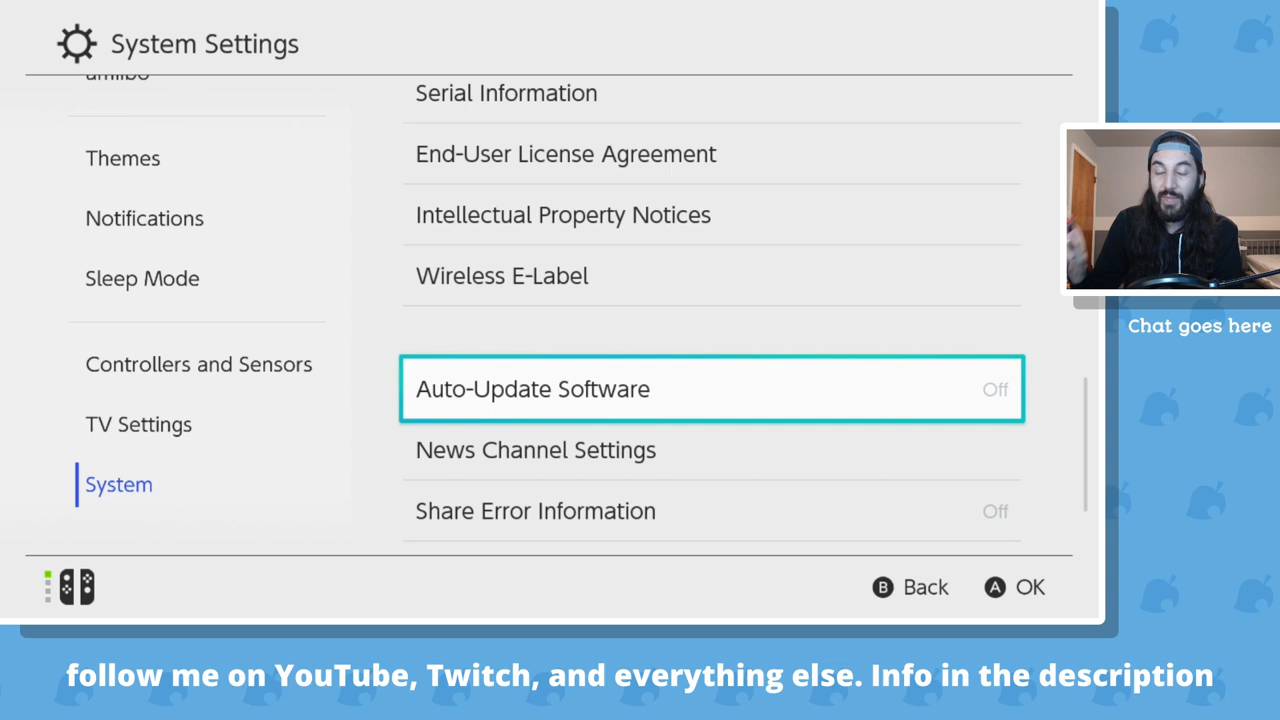 System Settings
amiibo
Themes
Notifications
Sleep Mode
Controllers and Sensors
TV Settings
System
Serial Information
End-User License Agreement
Intellectual Property Notices
Wireless E-Label
Auto-Update Software Off
News Channel Settings
Share Error Information Off
B Back A OK
Chat goes here
follow me on YouTube, Twitch, and everything else. Info in the description